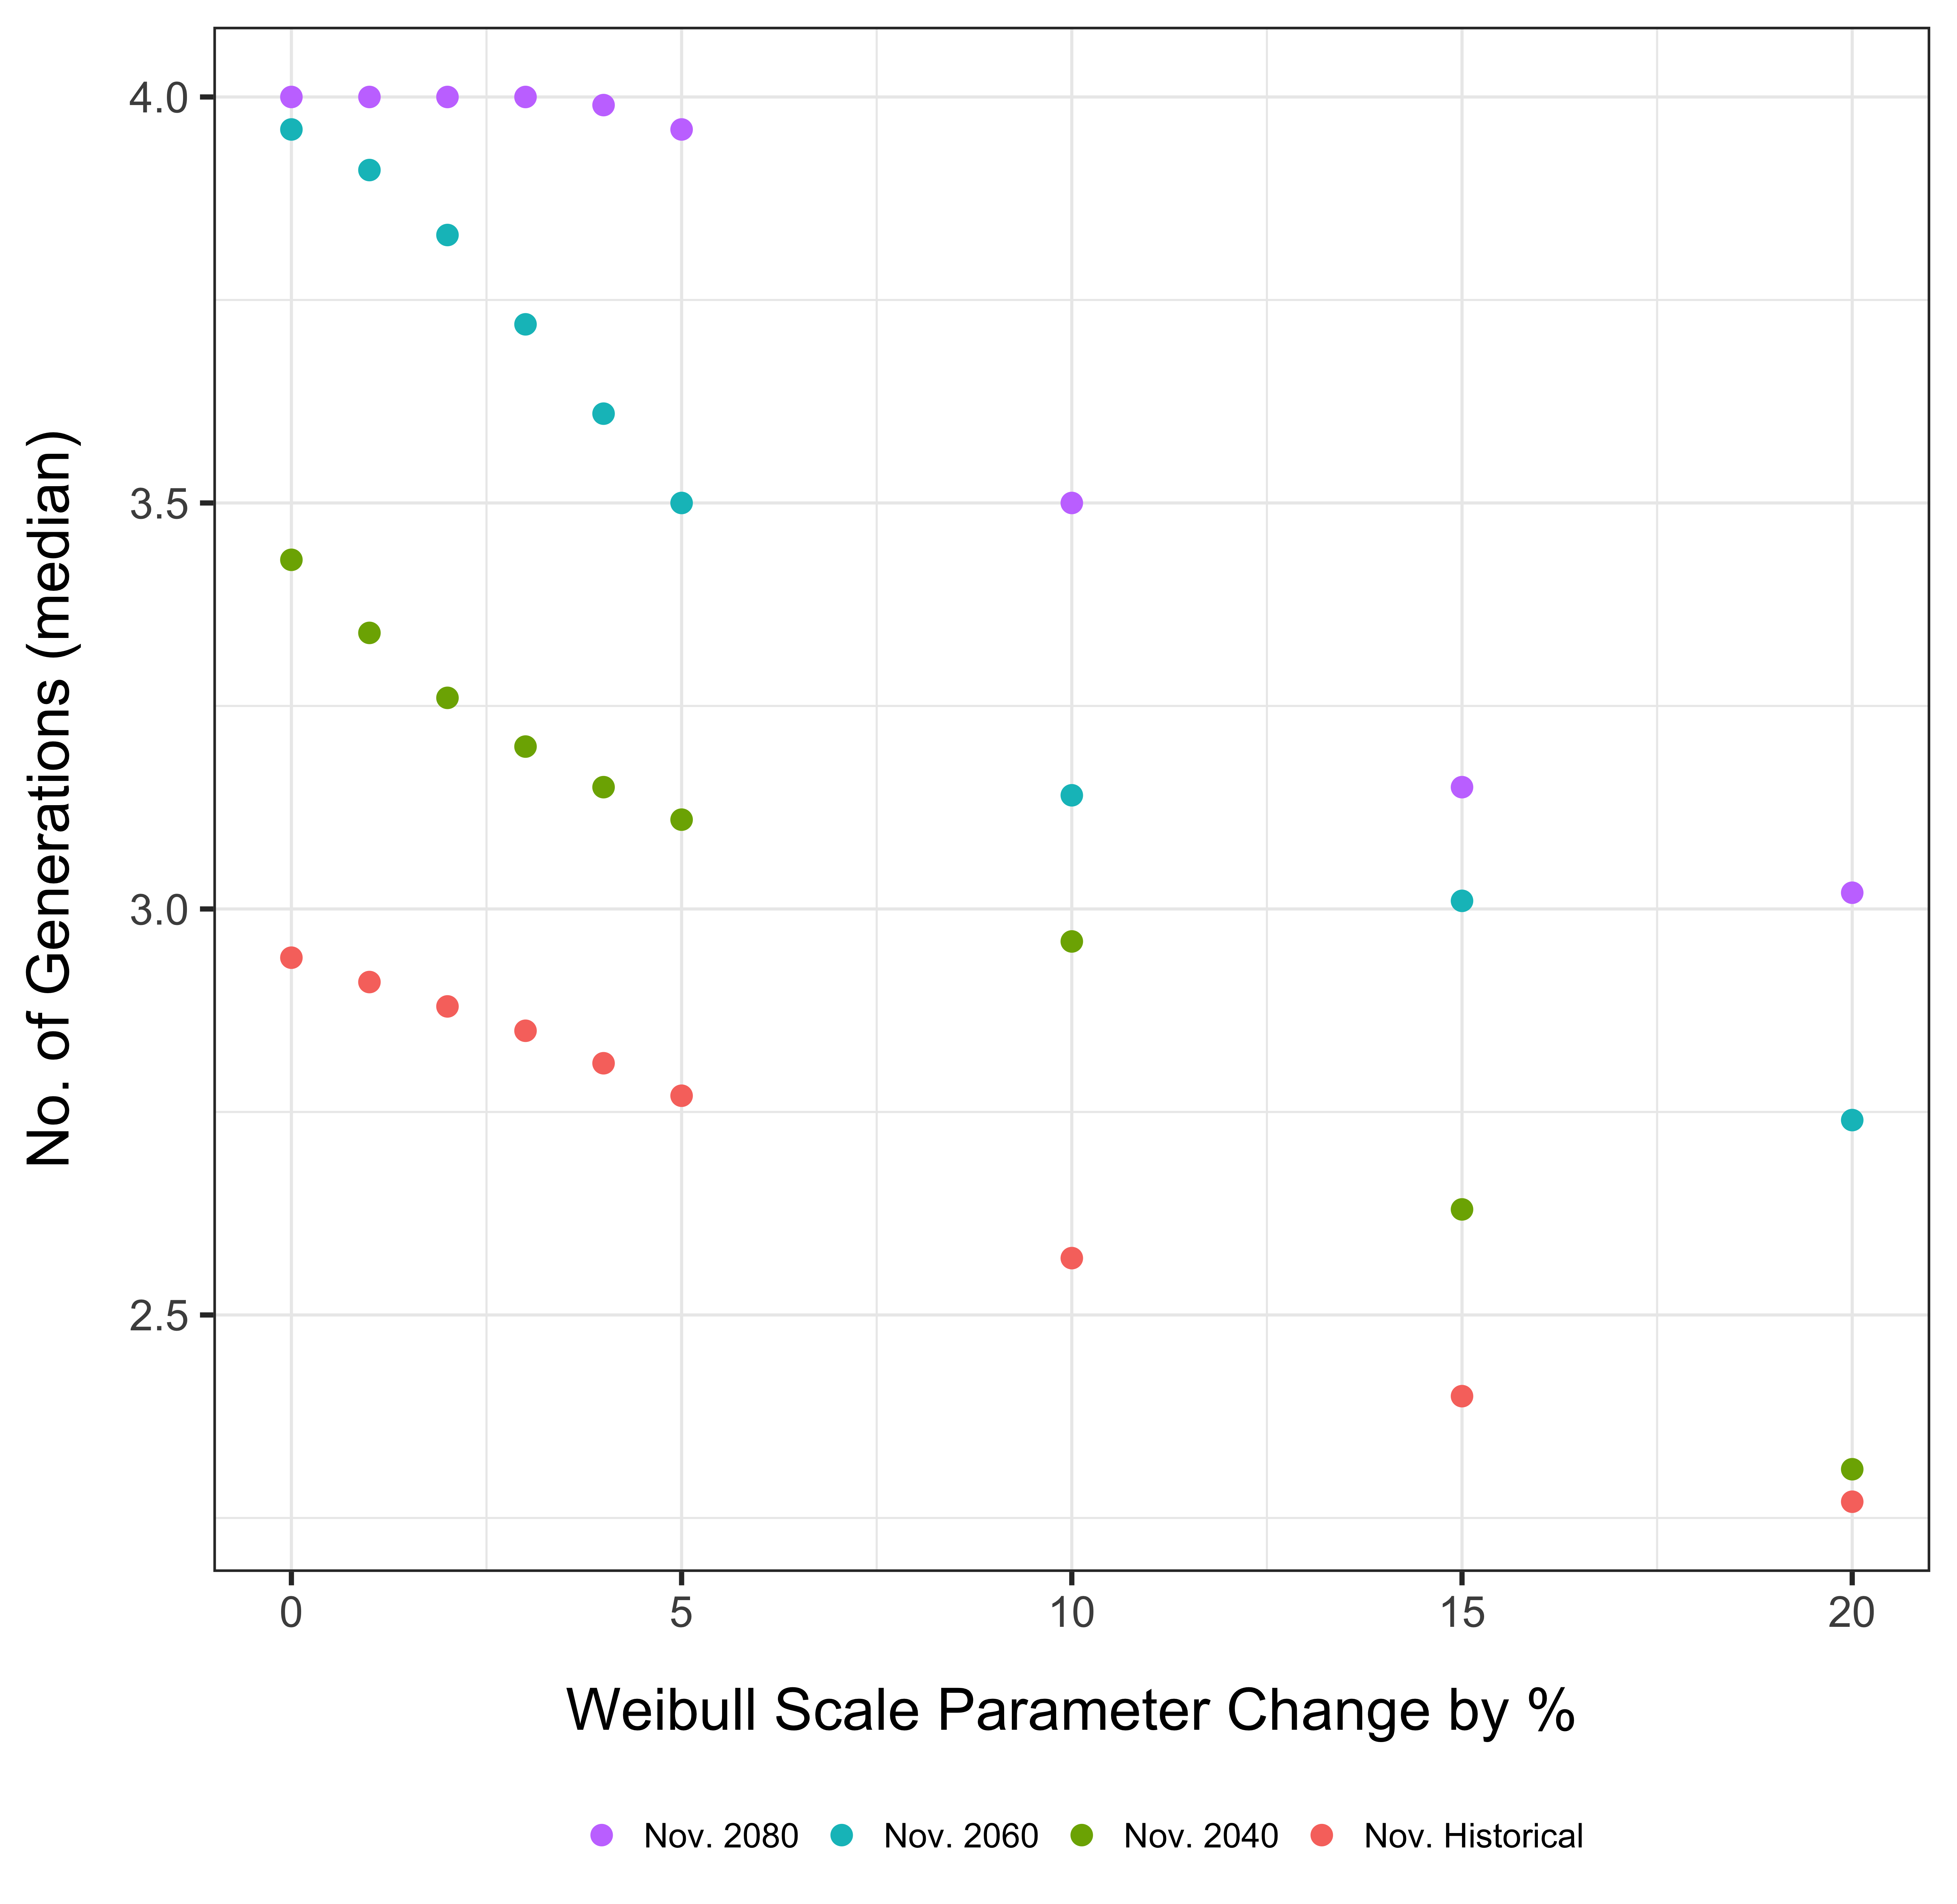 No. of Generations (median)
4.0
3.5
3.0
2.5
0 5 10 15 20
Weibull Scale Parameter Change by %
Nov. 2080 Nov. 2060 Nov. 2040 Nov. Historical